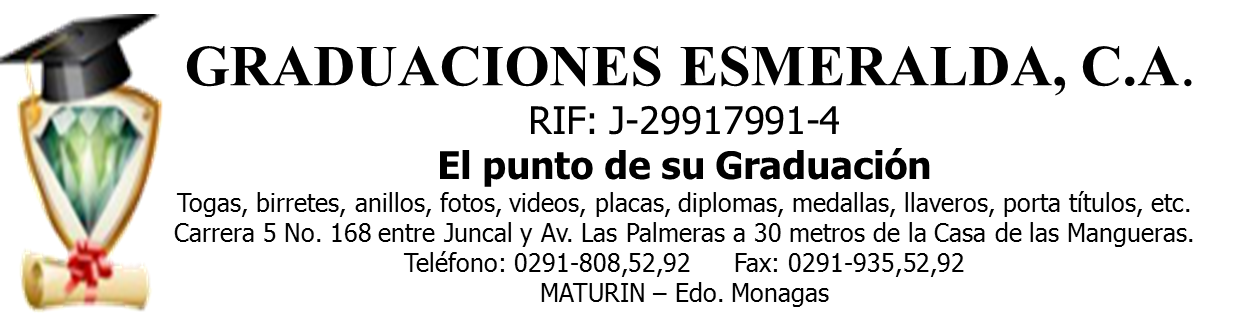 GRADUACIONES ESMERALDA, C.A.
RIF: J-29917991-4
El punto de su Graduación
Togas, birretes, anillos, fotos, videos, placas, diplomas, medallas, llaveros, porta títulos, etc.
Carrera 5 No. 168 entre Juncal y Av. Las Palmeras a 30 metros de la Casa de las Mangueras.
Teléfono: 0291-808,52,92 Fax: 0291-935,52,92
MATURIN – Edo. Monagas